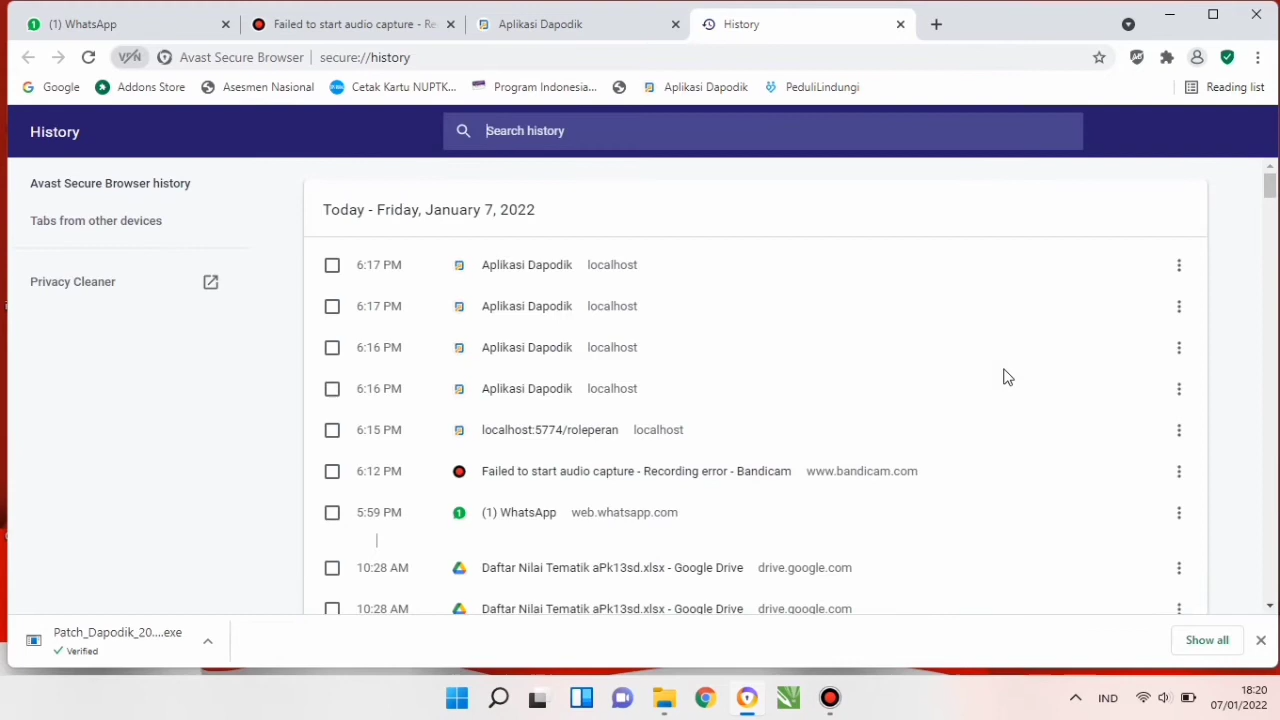 (1) WhatsApp
Failed to start audio capture - Re
Aplikasi Dapodik
History
VPN
Avast Secure Browser
secure://history
Google
Addons Store
Asesmen Nasional
Cetak Kartu NUPTK...
Program Indonesia...
Aplikasi Dapodik
PeduliLindungi
Reading list
History
Search history
Avast Secure Browser history
Tabs from other devices
Privacy Cleaner
Today - Friday, January 7, 2022
6:17 PM Aplikasi Dapodik localhost
6:17 PM Aplikasi Dapodik localhost
6:16 PM Aplikasi Dapodik localhost
6:16 PM Aplikasi Dapodik localhost
6:15 PM localhost:5774/roleperan localhost
6:12 PM Failed to start audio capture - Recording error - Bandicam www.bandicam.com
5:59 PM (1) WhatsApp web.whatsapp.com
10:28 AM Daftar Nilai Tematik aPk13sd.xlsx - Google Drive drive.google.com
10:28 AM Daftar Nilai Tematik aPk13sd.xlsx - Google Drive drive.google.com
Patch_Dapodik_20....exe
Verified
Show all
IND
18:20
07/01/2022